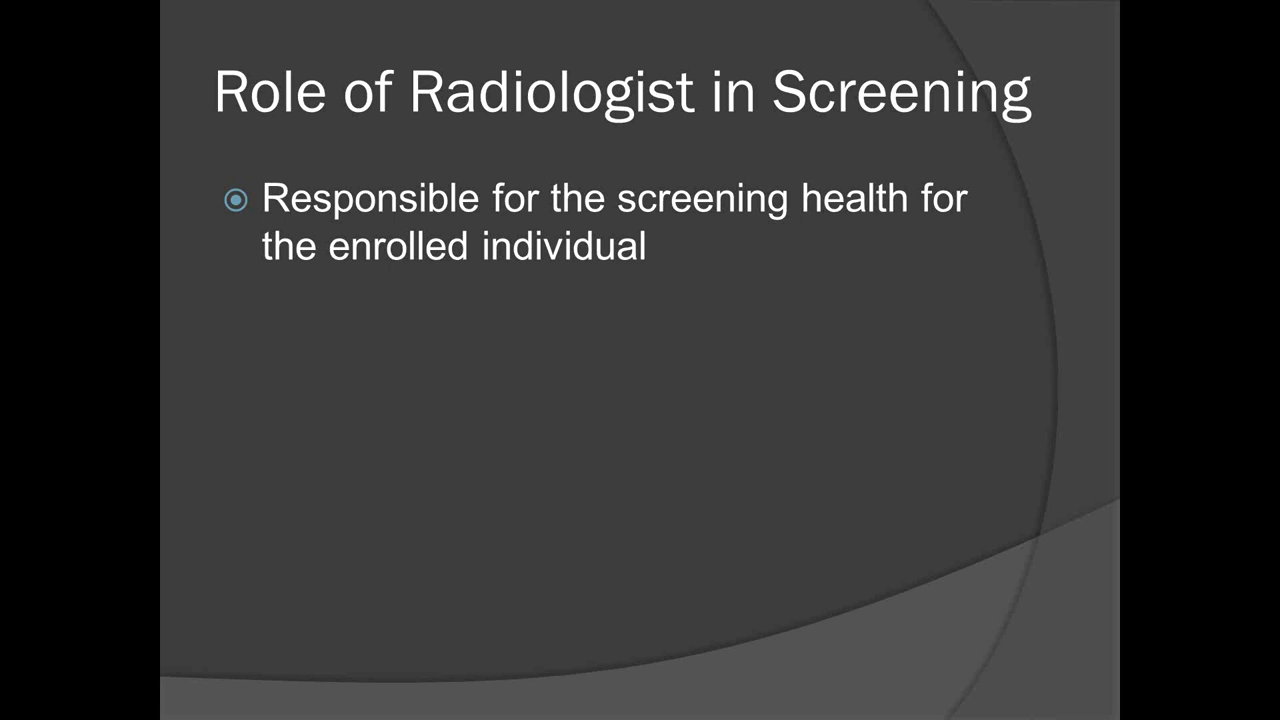 Role of Radiologist in Screening
Responsible for the screening health for
the enrolled individual